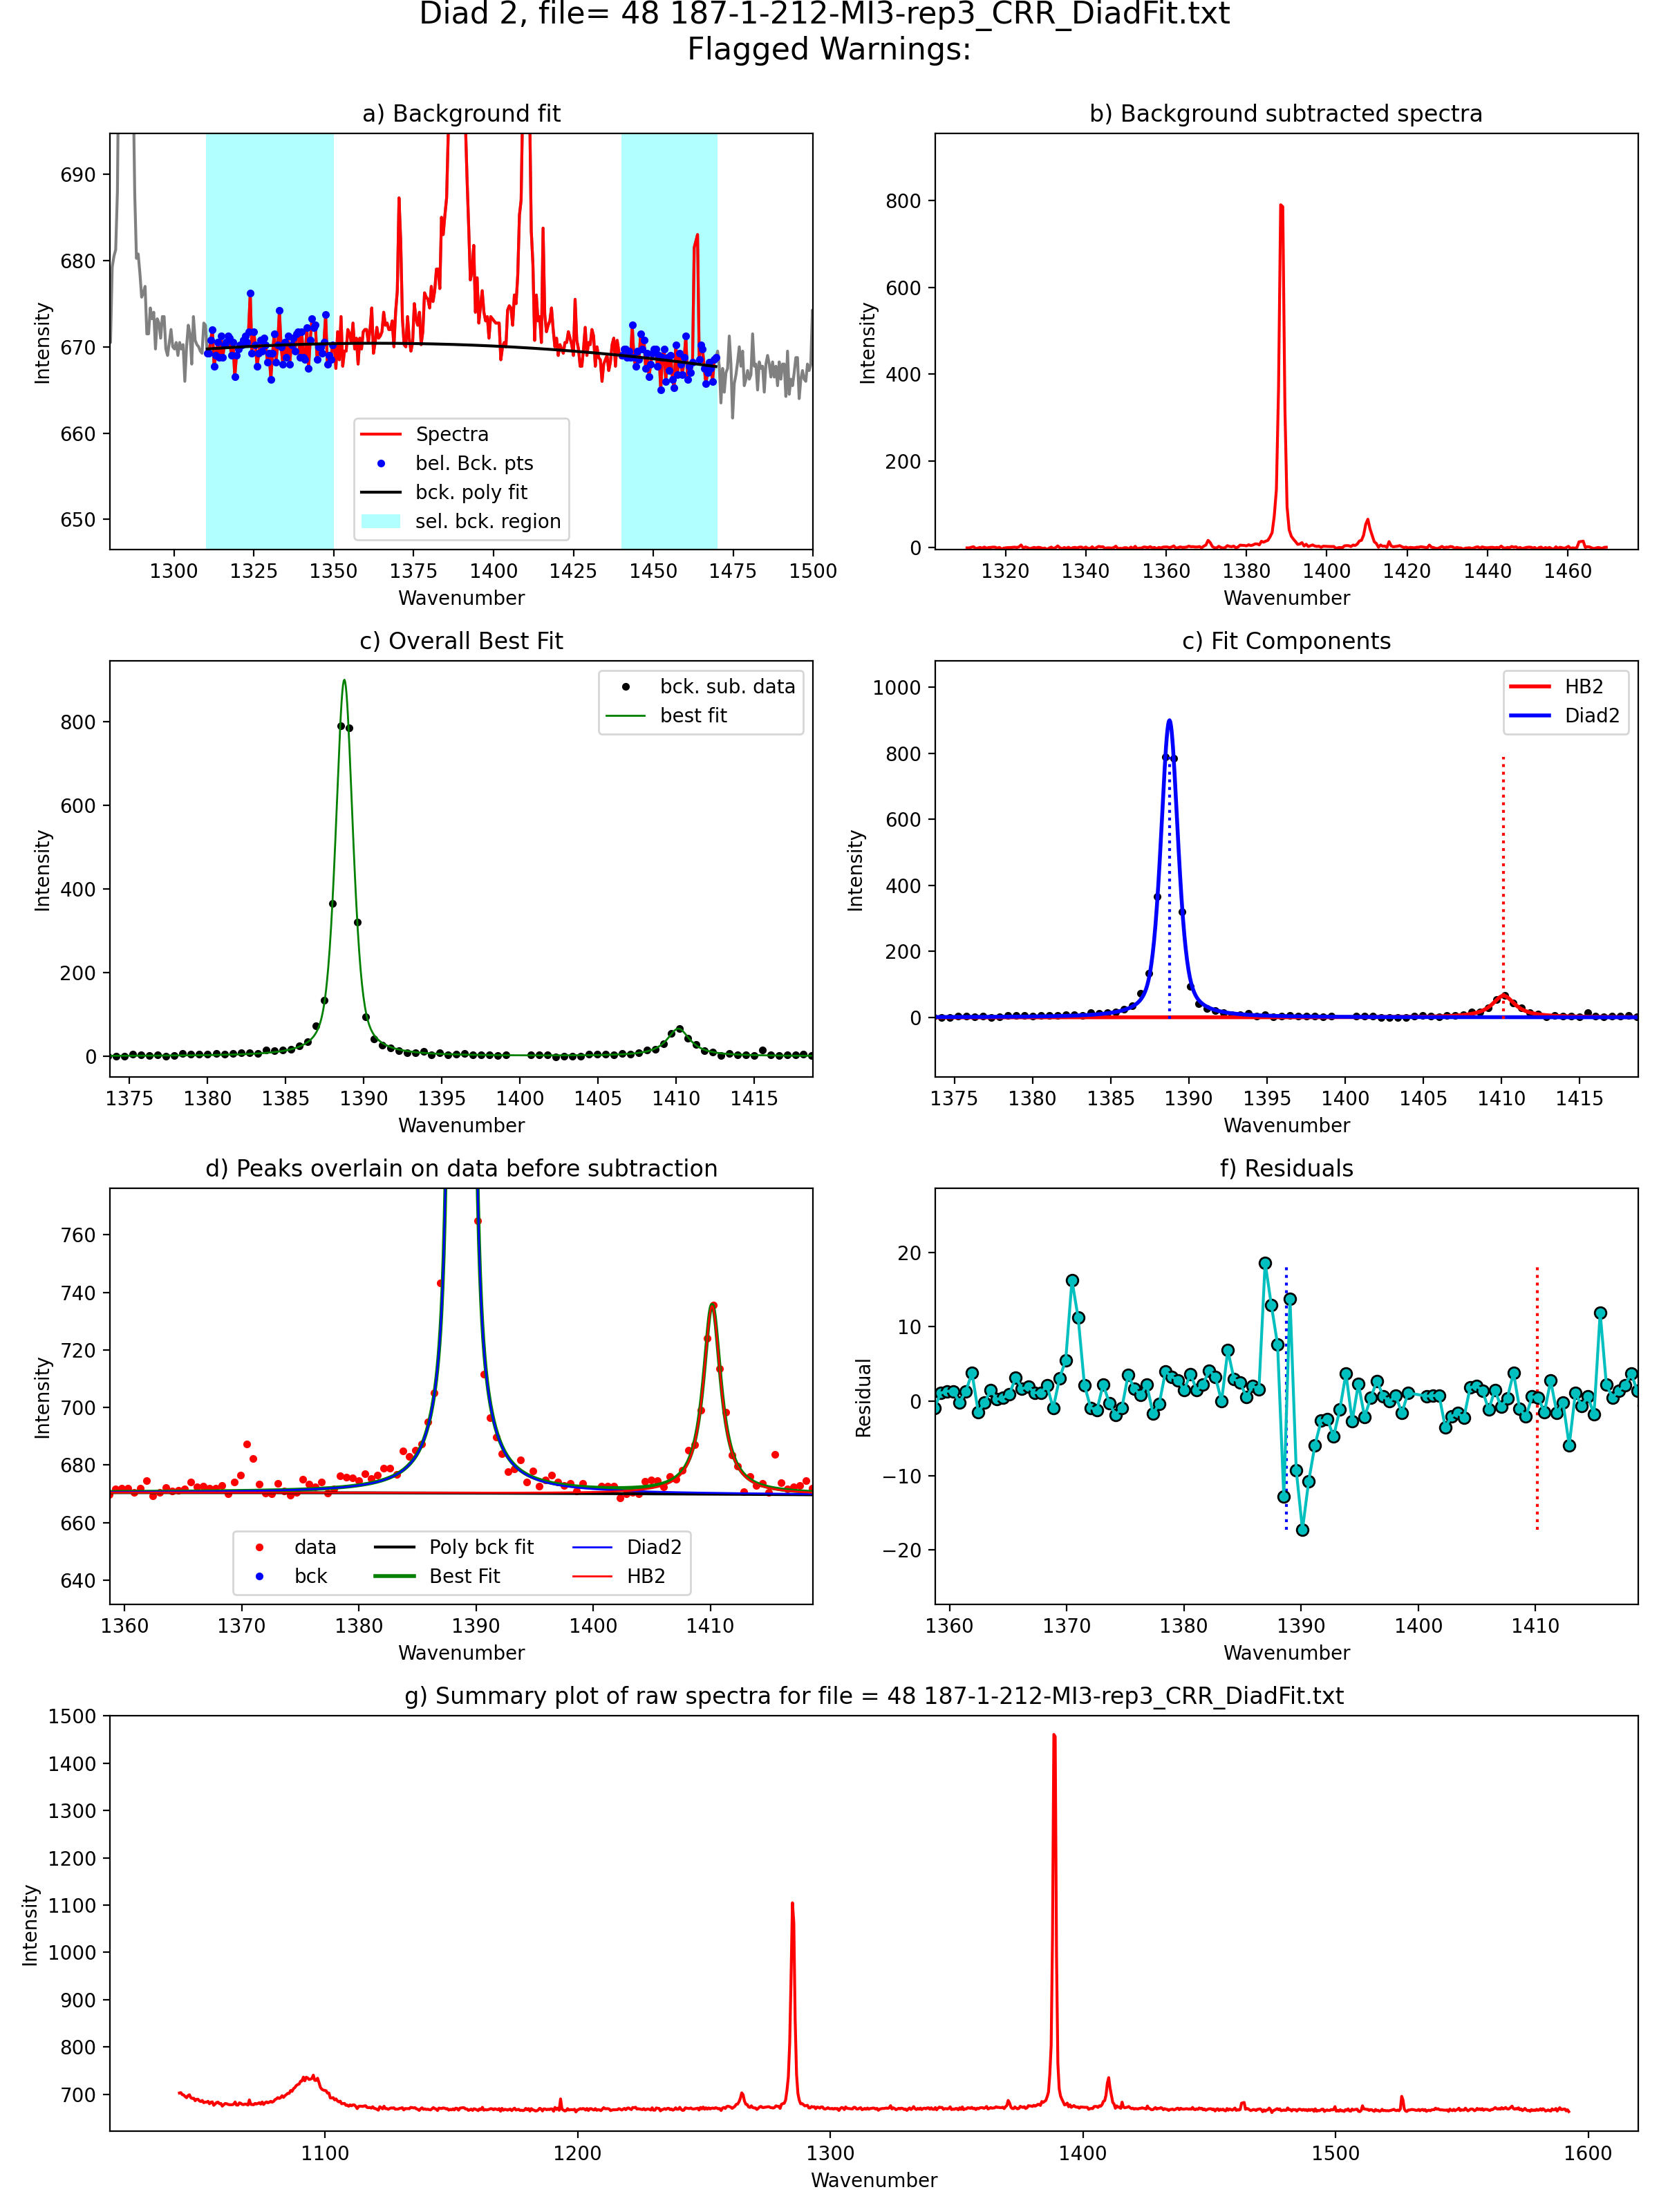 Diad 2, file= 48 187-1-212-MI3-rep3_CRR_DiadFit.txt
Flagged Warnings:
a) Background fit
690
680
670
660
650
Intensity
Spectra
bel. Bck. pts
bck. poly fit
sel. bck. region
1300 1325 1350 1375 1400 1425 1450 1475 1500
Wavenumber
b) Background subtracted spectra
800
600
400
200
0
Intensity
1320 1340 1360 1380 1400 1420 1440 1460
Wavenumber
c) Overall Best Fit
800
600
400
200
0
Intensity
bck. sub. data
best fit
1375 1380 1385 1390 1395 1400 1405 1410 1415
Wavenumber
c) Fit Components
1000
800
600
400
200
0
Intensity
HB2
Diad2
1375 1380 1385 1390 1395 1400 1405 1410 1415
Wavenumber
d) Peaks overlain on data before subtraction
760
740
720
700
680
660
640
Intensity
data
bck
Poly bck fit
Best Fit
Diad2
HB2
1360 1370 1380 1390 1400 1410
Wavenumber
f) Residuals
20
10
0
−10
−20
Residual
1360 1370 1380 1390 1400 1410
Wavenumber
g) Summary plot of raw spectra for file = 48 187-1-212-MI3-rep3_CRR_DiadFit.txt
1500
1400
1300
1200
1100
1000
900
800
700
Intensity
1100 1200 1300 1400 1500 1600
Wavenumber